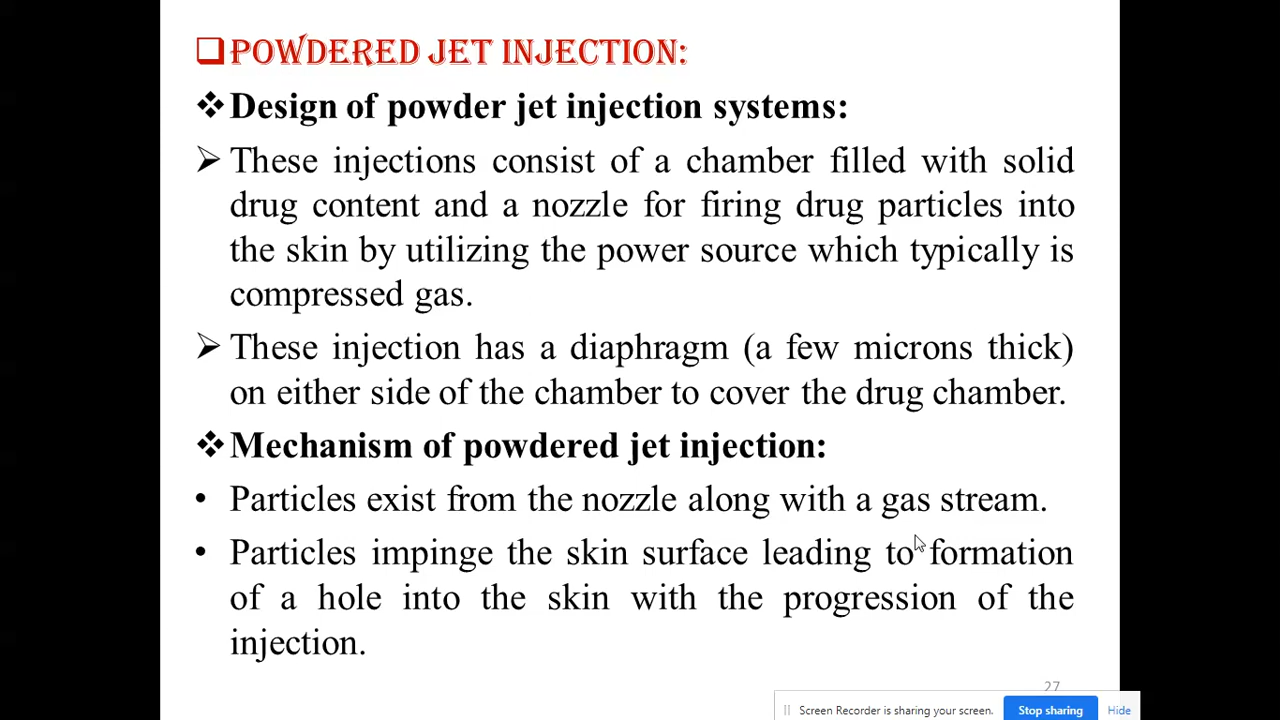 POWDERED JET INJECTION:
Design of powder jet injection systems:
These injections consist of a chamber filled with solid
drug content and a nozzle for firing drug particles into
the skin by utilizing the power source which typically is
compressed gas.
These injection has a diaphragm (a few microns thick)
on either side of the chamber to cover the drug chamber.
Mechanism of powdered jet injection:
• Particles exist from the nozzle along with a gas stream.
• Particles impinge the skin surface leading to formation
of a hole into the skin with the progression of the
injection.
27
Screen Recorder is sharing your screen. Stop sharing Hide